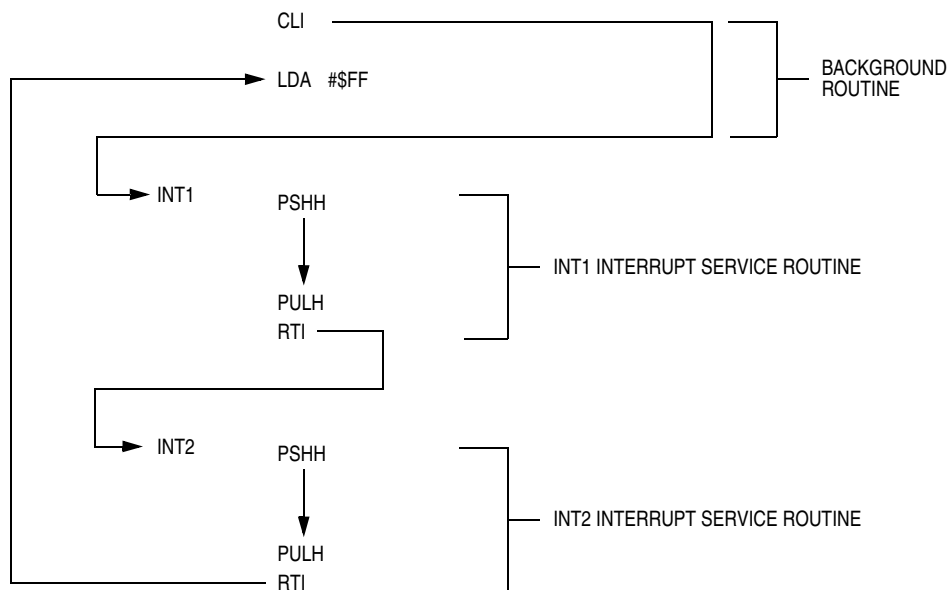 CLI
LDA #$FF
BACKGROUND
ROUTINE
INT1
PSHH
INT1 INTERRUPT SERVICE ROUTINE
PULH
RTI
INT2
PSHH
INT2 INTERRUPT SERVICE ROUTINE
PULH
RTI